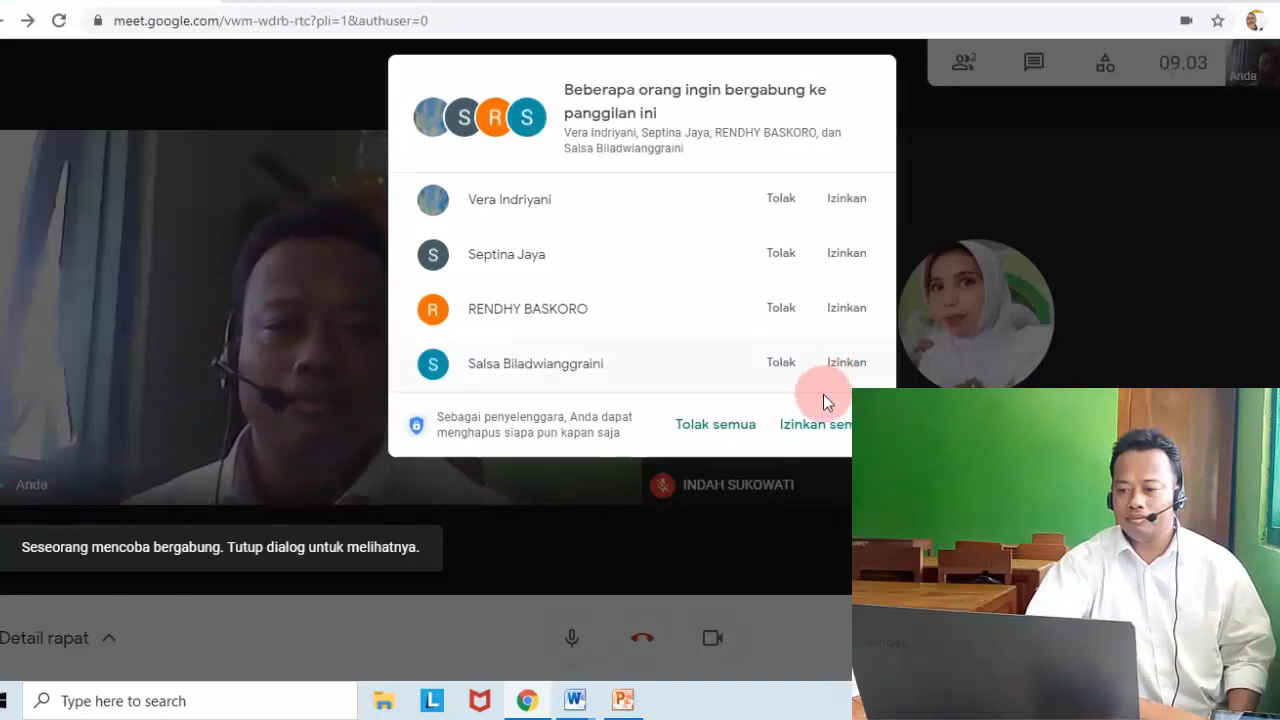 meet.google.com/vwm-wdrb-rtc?pli=1&authuser=0
2
09.03
Anda
Beberapa orang ingin bergabung ke
panggilan ini
Vera Indriyani, Septina Jaya, RENDHY BASKORO, dan
Salsa Biladwianggraini
S R S
Vera Indriyani Tolak Izinkan
S Septina Jaya Tolak Izinkan
R RENDHY BASKORO Tolak Izinkan
S Salsa Biladwianggraini Tolak Izinkan
Sebagai penyelenggara, Anda dapat
menghapus siapa pun kapan saja
Tolak semua Izinkan sem
Anda
INDAH SUKOWATI
Seseorang mencoba bergabung. Tutup dialog untuk melihatnya.
Detail rapat
Type here to search
L
W
P